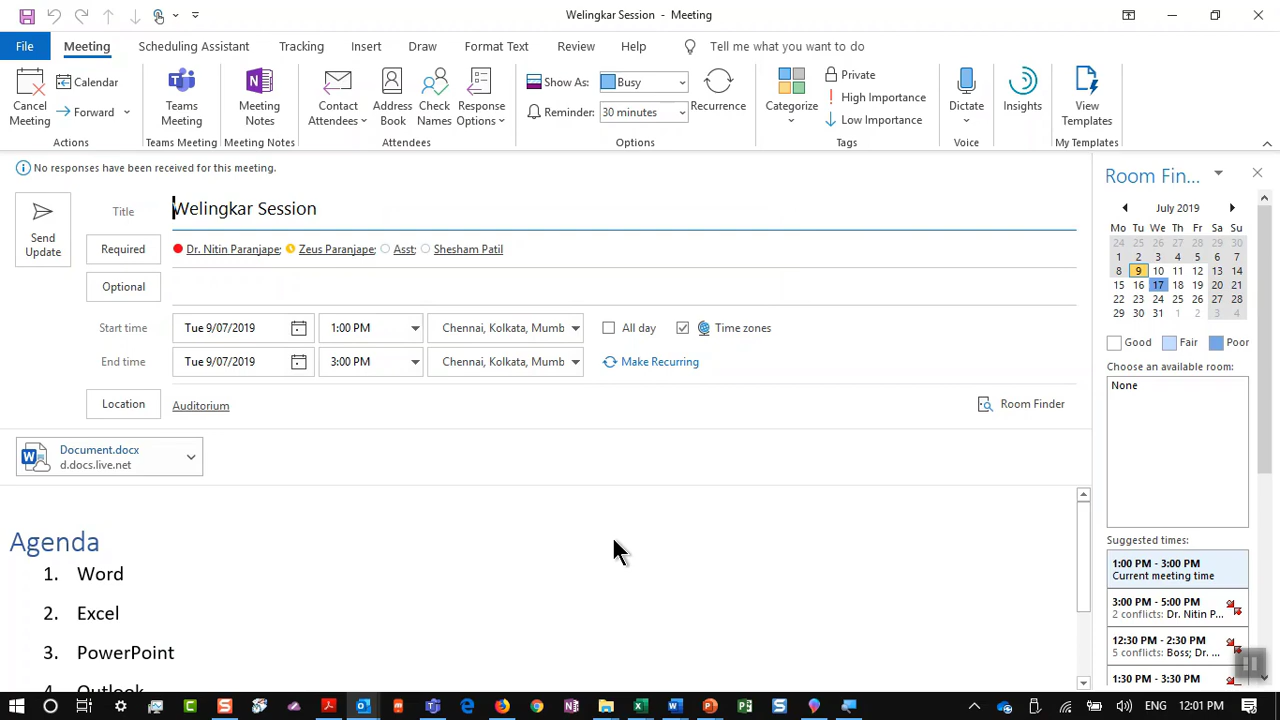 Welingkar Session - Meeting
File Meeting Scheduling Assistant Tracking Insert Draw Format Text Review Help Tell me what you want to do
Cancel Meeting
Calendar
Forward
Actions
Teams Meeting
Teams Meeting
Meeting Notes
Meeting Notes
Contact Attendees
Address Book
Check Names
Response Options
Attendees
Show As: Busy
Reminder: 30 minutes
Recurrence
Options
Categorize
Private
High Importance
Low Importance
Tags
Dictate
Voice
Insights
View Templates
My Templates
No responses have been received for this meeting.
Send Update
Title Welingkar Session
Required Dr. Nitin Paranjape; Zeus Paranjape; Asst; Shesham Patil
Optional
Start time Tue 9/07/2019 1:00 PM Chennai, Kolkata, Mumb All day Time zones
End time Tue 9/07/2019 3:00 PM Chennai, Kolkata, Mumb Make Recurring
Location Auditorium Room Finder
Document.docx
d.docs.live.net
Agenda
1. Word
2. Excel
3. PowerPoint
4. Outlook
Room Fin...
July 2019
Mo Tu We Th Fr Sa Su
24 25 26 27 28 29 30
1 2 3 4 5 6 7
8 9 10 11 12 13 14
15 16 17 18 19 20 21
22 23 24 25 26 27 28
29 30 31 1 2 3 4
Good Fair Poor
Choose an available room:
None
Suggested times:
1:00 PM - 3:00 PM
Current meeting time
3:00 PM - 5:00 PM
2 conflicts: Dr. Nitin P...
12:30 PM - 2:30 PM
5 conflicts: Boss; Dr. ...
1:30 PM - 3:30 PM
ENG 12:01 PM